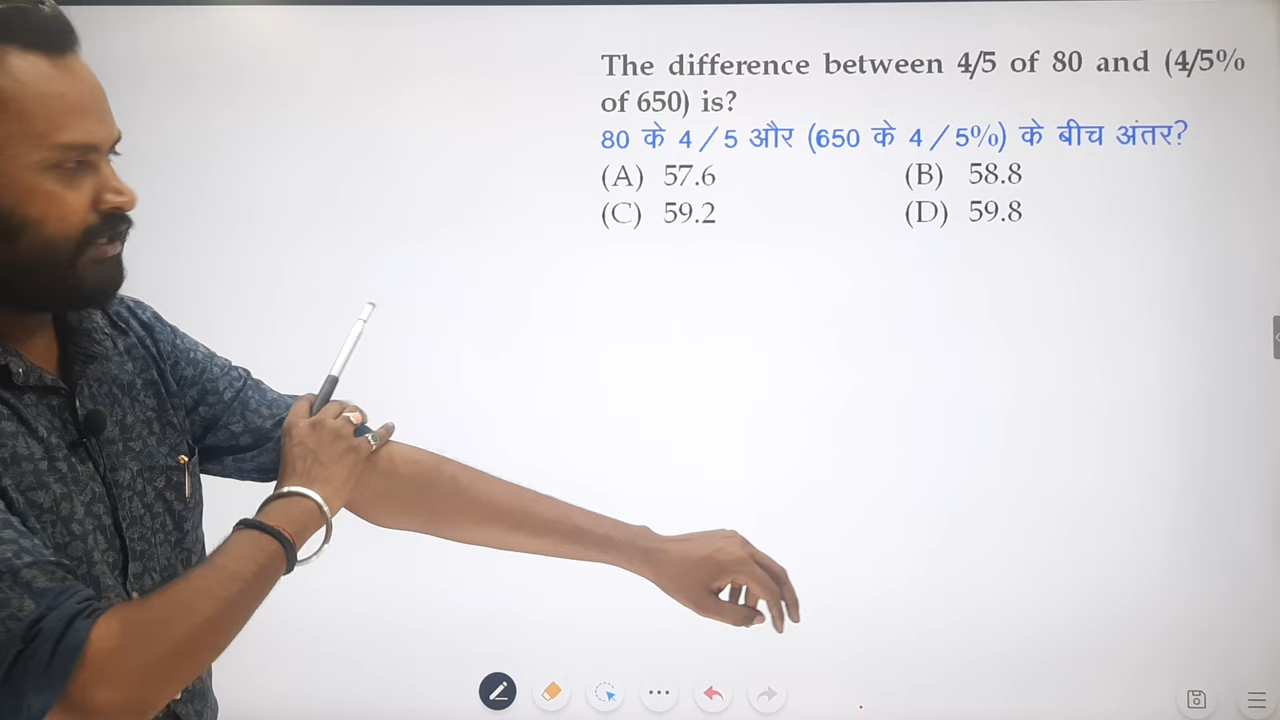 The difference between 4/5 of 80 and (4/5%
of 650) is?
80 के 4 / 5 और (650 के 4 / 5%) के बीच अंतर?
(A) 57.6 (B) 58.8
(C) 59.2 (D) 59.8